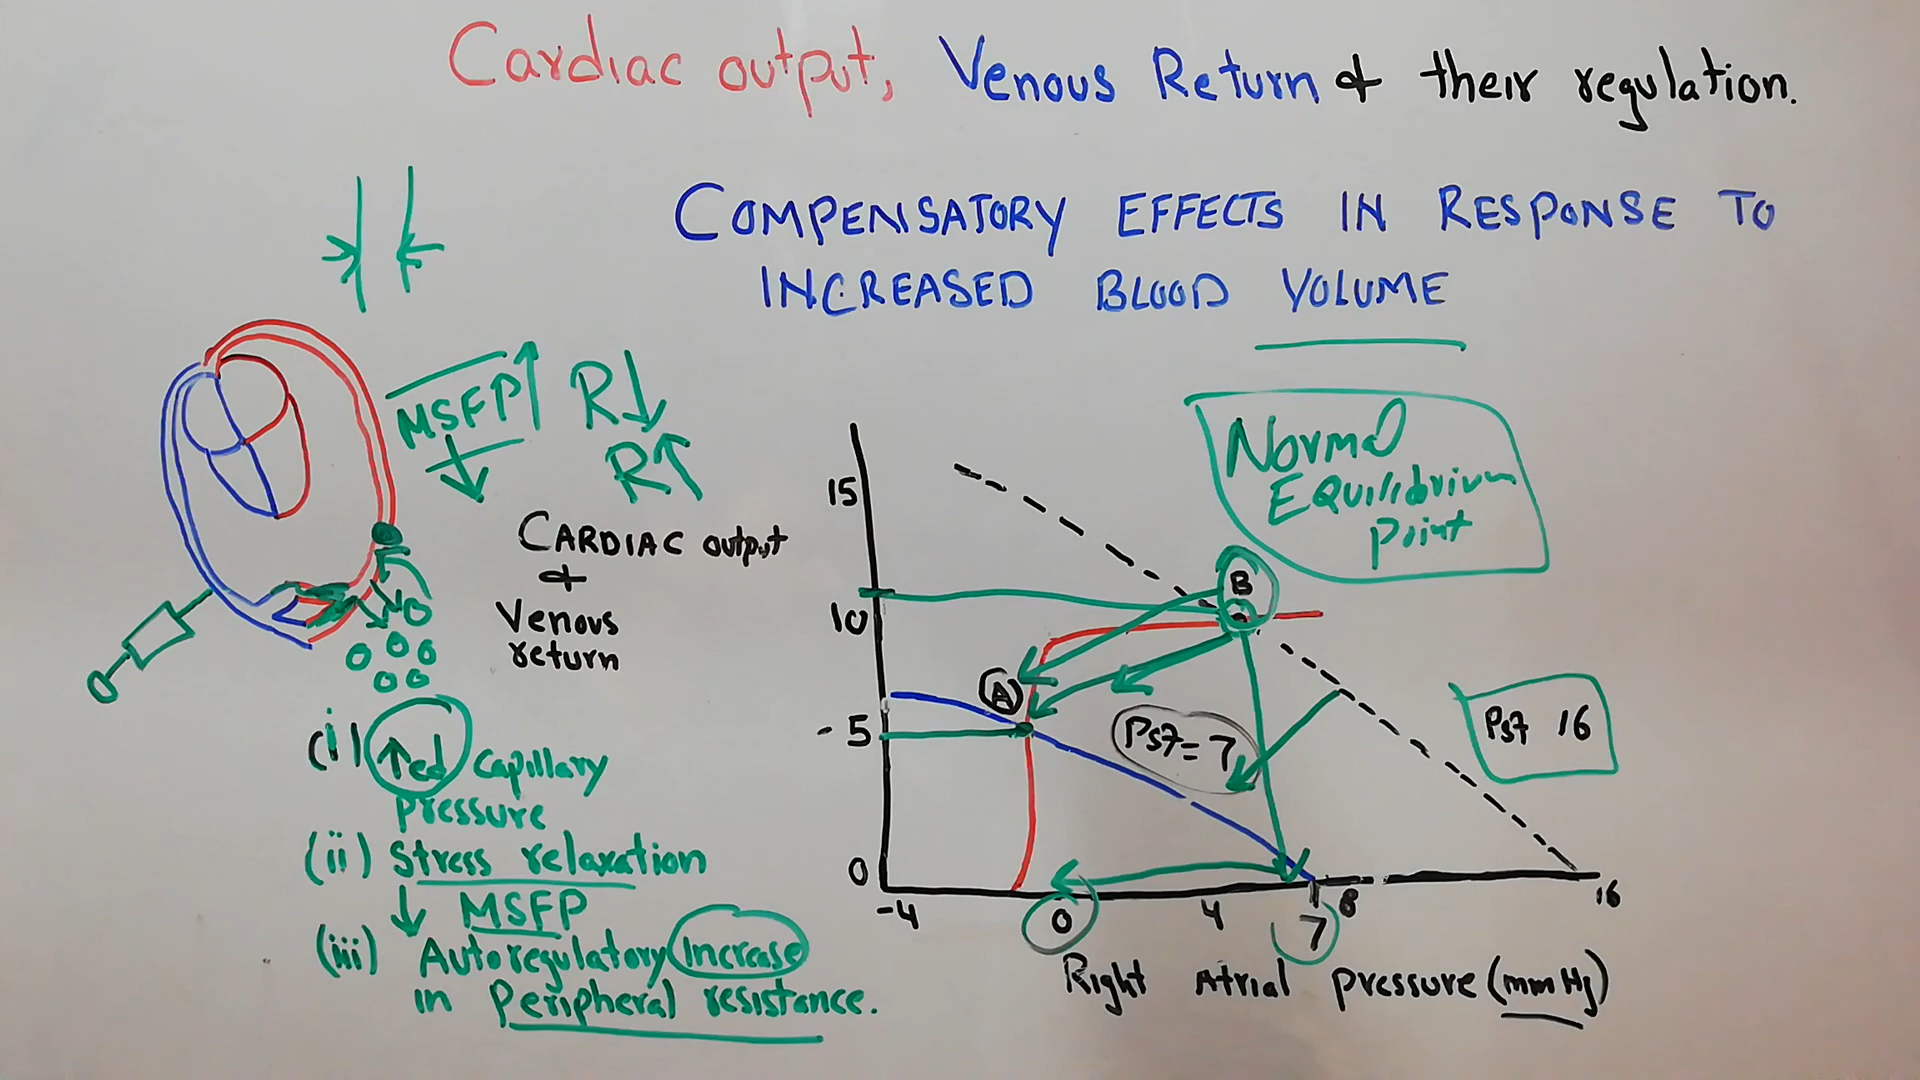 Cardiac output, Venous Return & their regulation.
COMPENSATORY EFFECTS IN RESPONSE TO
INCREASED BLOOD VOLUME
MSFP↑ R↓
↓ R↑
CARDIAC output
&
Venous
return
(i) ↑ed capillary
pressure
(ii) Stress relaxation
↓ MSFP
(iii) Autoregulatory Increase
in Peripheral resistance.
Normal
Equilibrium
point
15
10
- 5
0
B
A
Psf = 7
Psf 16
-4 0 4 7 8 16
Right Atrial pressure (mmHg)